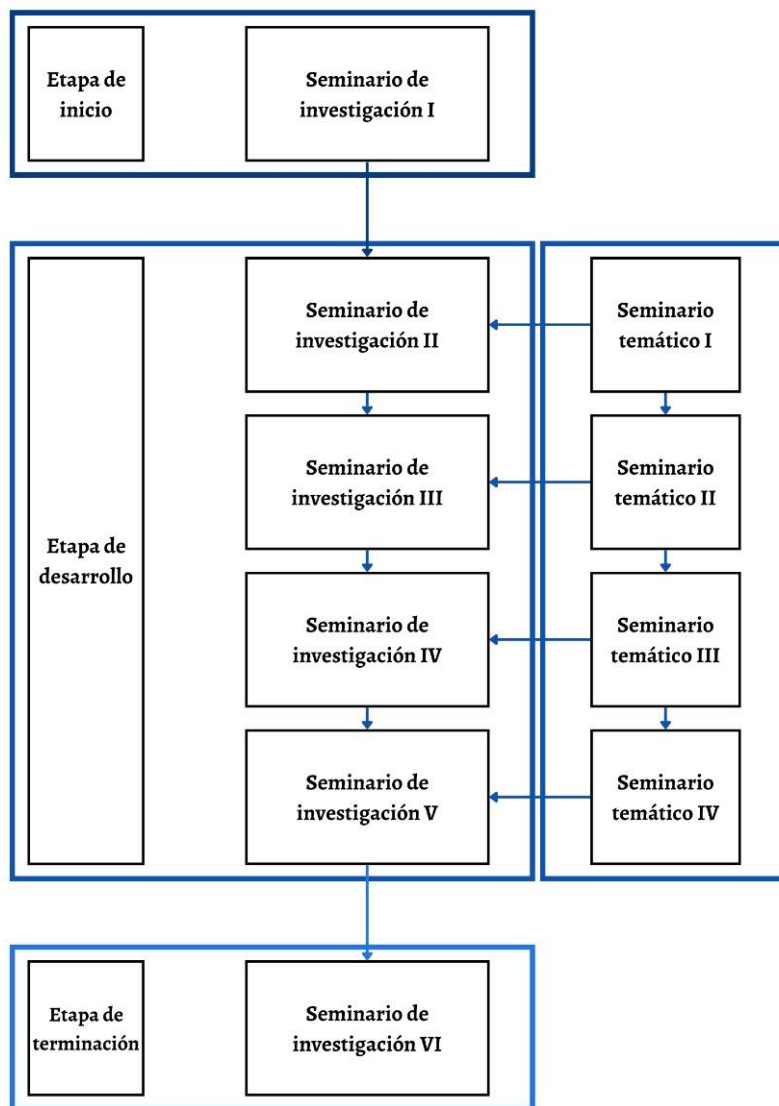 Etapa de
inicio
Seminario de
investigación I
Seminario de
investigación II
Seminario
temático I
Seminario de
investigación III
Seminario
temático II
Etapa de
desarrollo
Seminario de
investigación IV
Seminario
temático III
Seminario de
investigación V
Seminario
temático IV
Etapa de
terminación
Seminario de
investigación VI